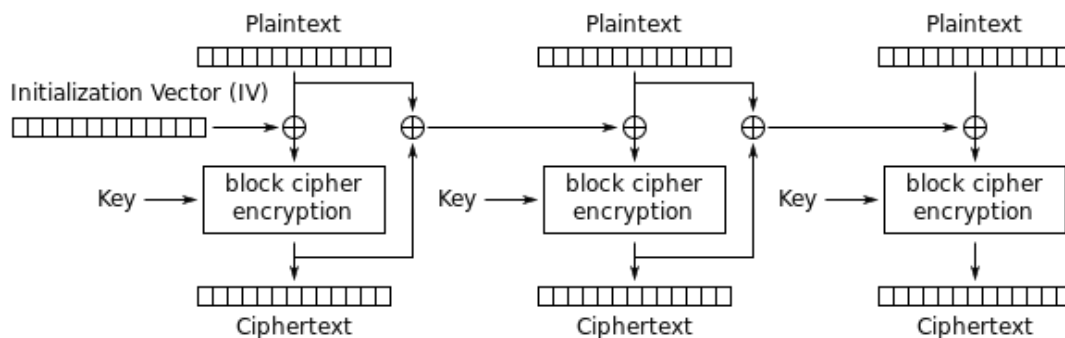 Plaintext
Plaintext
Plaintext
Initialization Vector (IV)
Key
block cipher
encryption
Key
block cipher
encryption
Key
block cipher
encryption
Ciphertext
Ciphertext
Ciphertext